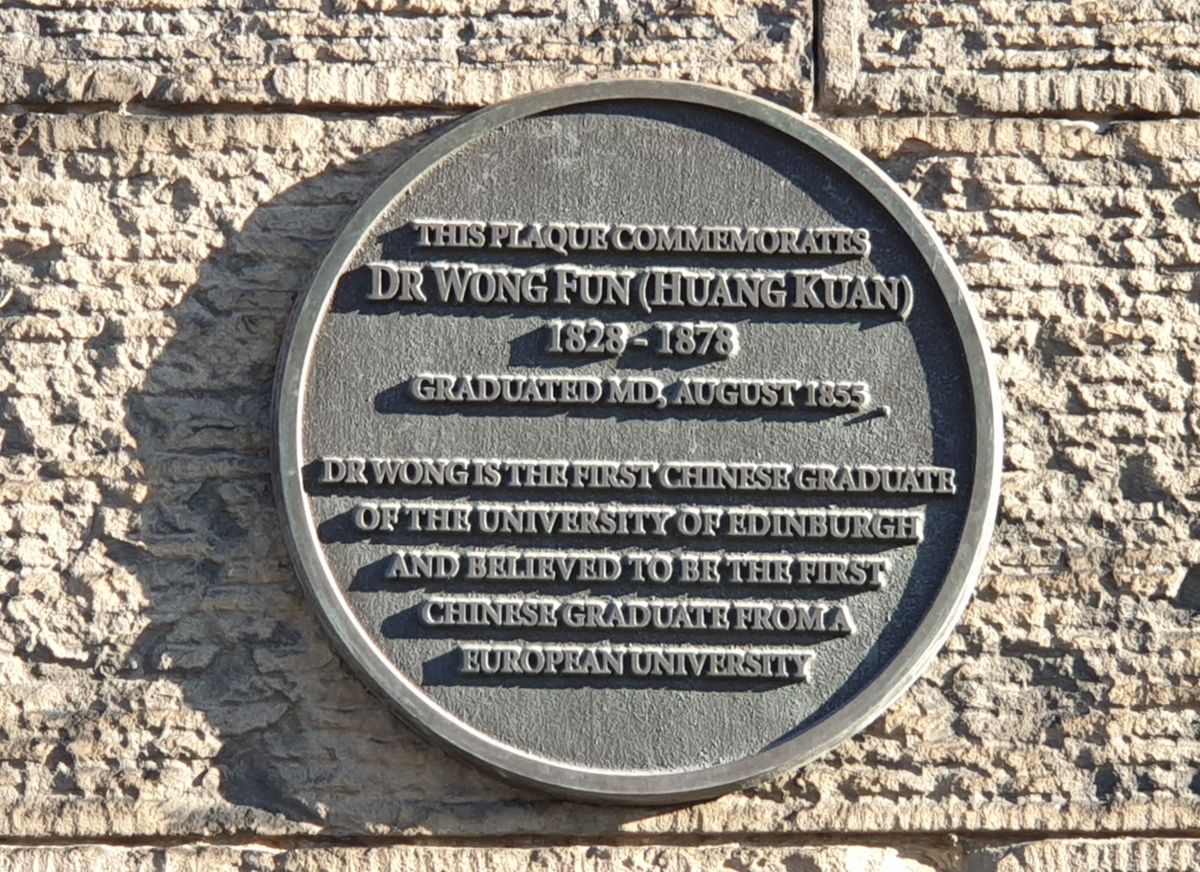 THIS PLAQUE COMMEMORATES
DR WONG FUN (HUANG KUAN)
1828 - 1878
GRADUATED MD, AUGUST 1855
DR WONG IS THE FIRST CHINESE GRADUATE
OF THE UNIVERSITY OF EDINBURGH
AND BELIEVED TO BE THE FIRST
CHINESE GRADUATE FROM A
EUROPEAN UNIVERSITY